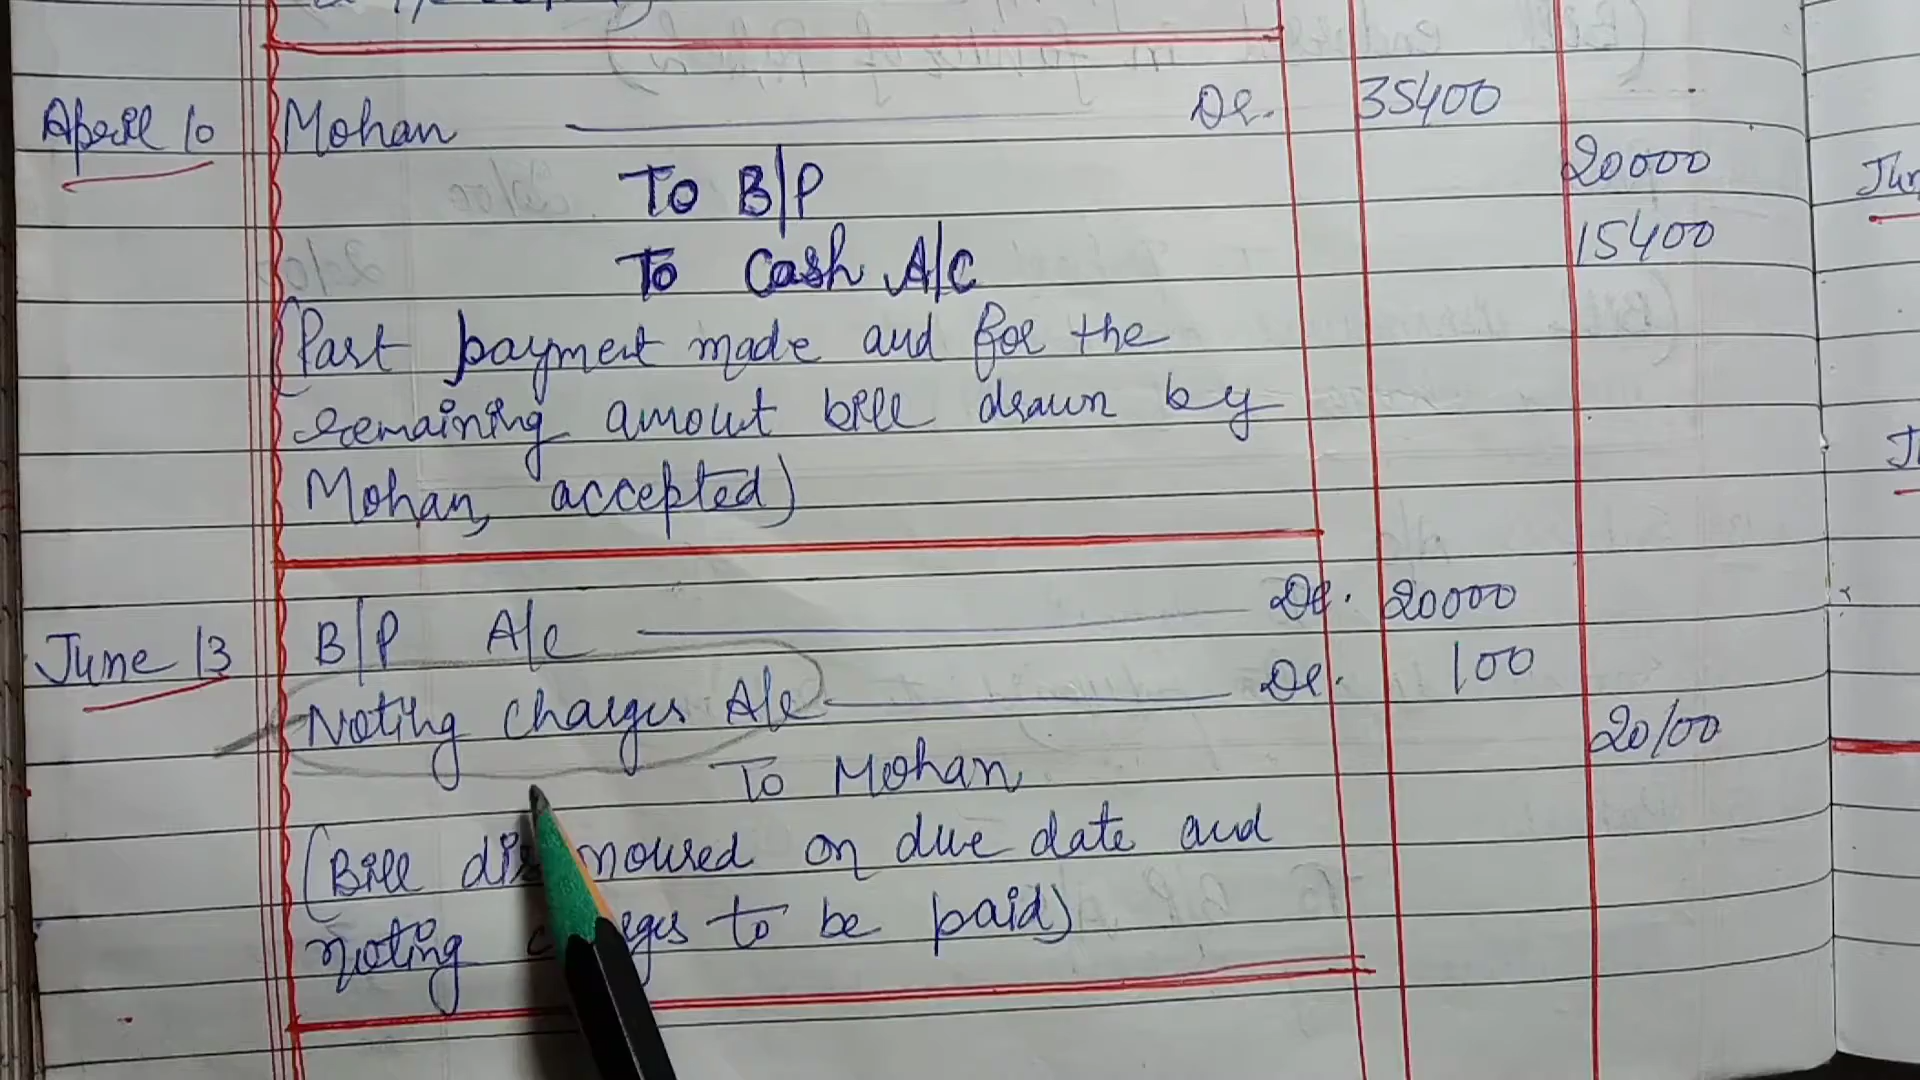 April 10 Mohan Dr. 35400
To B/P 20000
To Cash A/C 15400
(Part payment made and for the
remaining amout bill drawn by
Mohan, accepted)
June 13 B/P A/c Dr. 20000
Noting charges A/c Dr. 100
To Mohan 20100
(Bill dis noured on due date and
noting c rges to be paid)